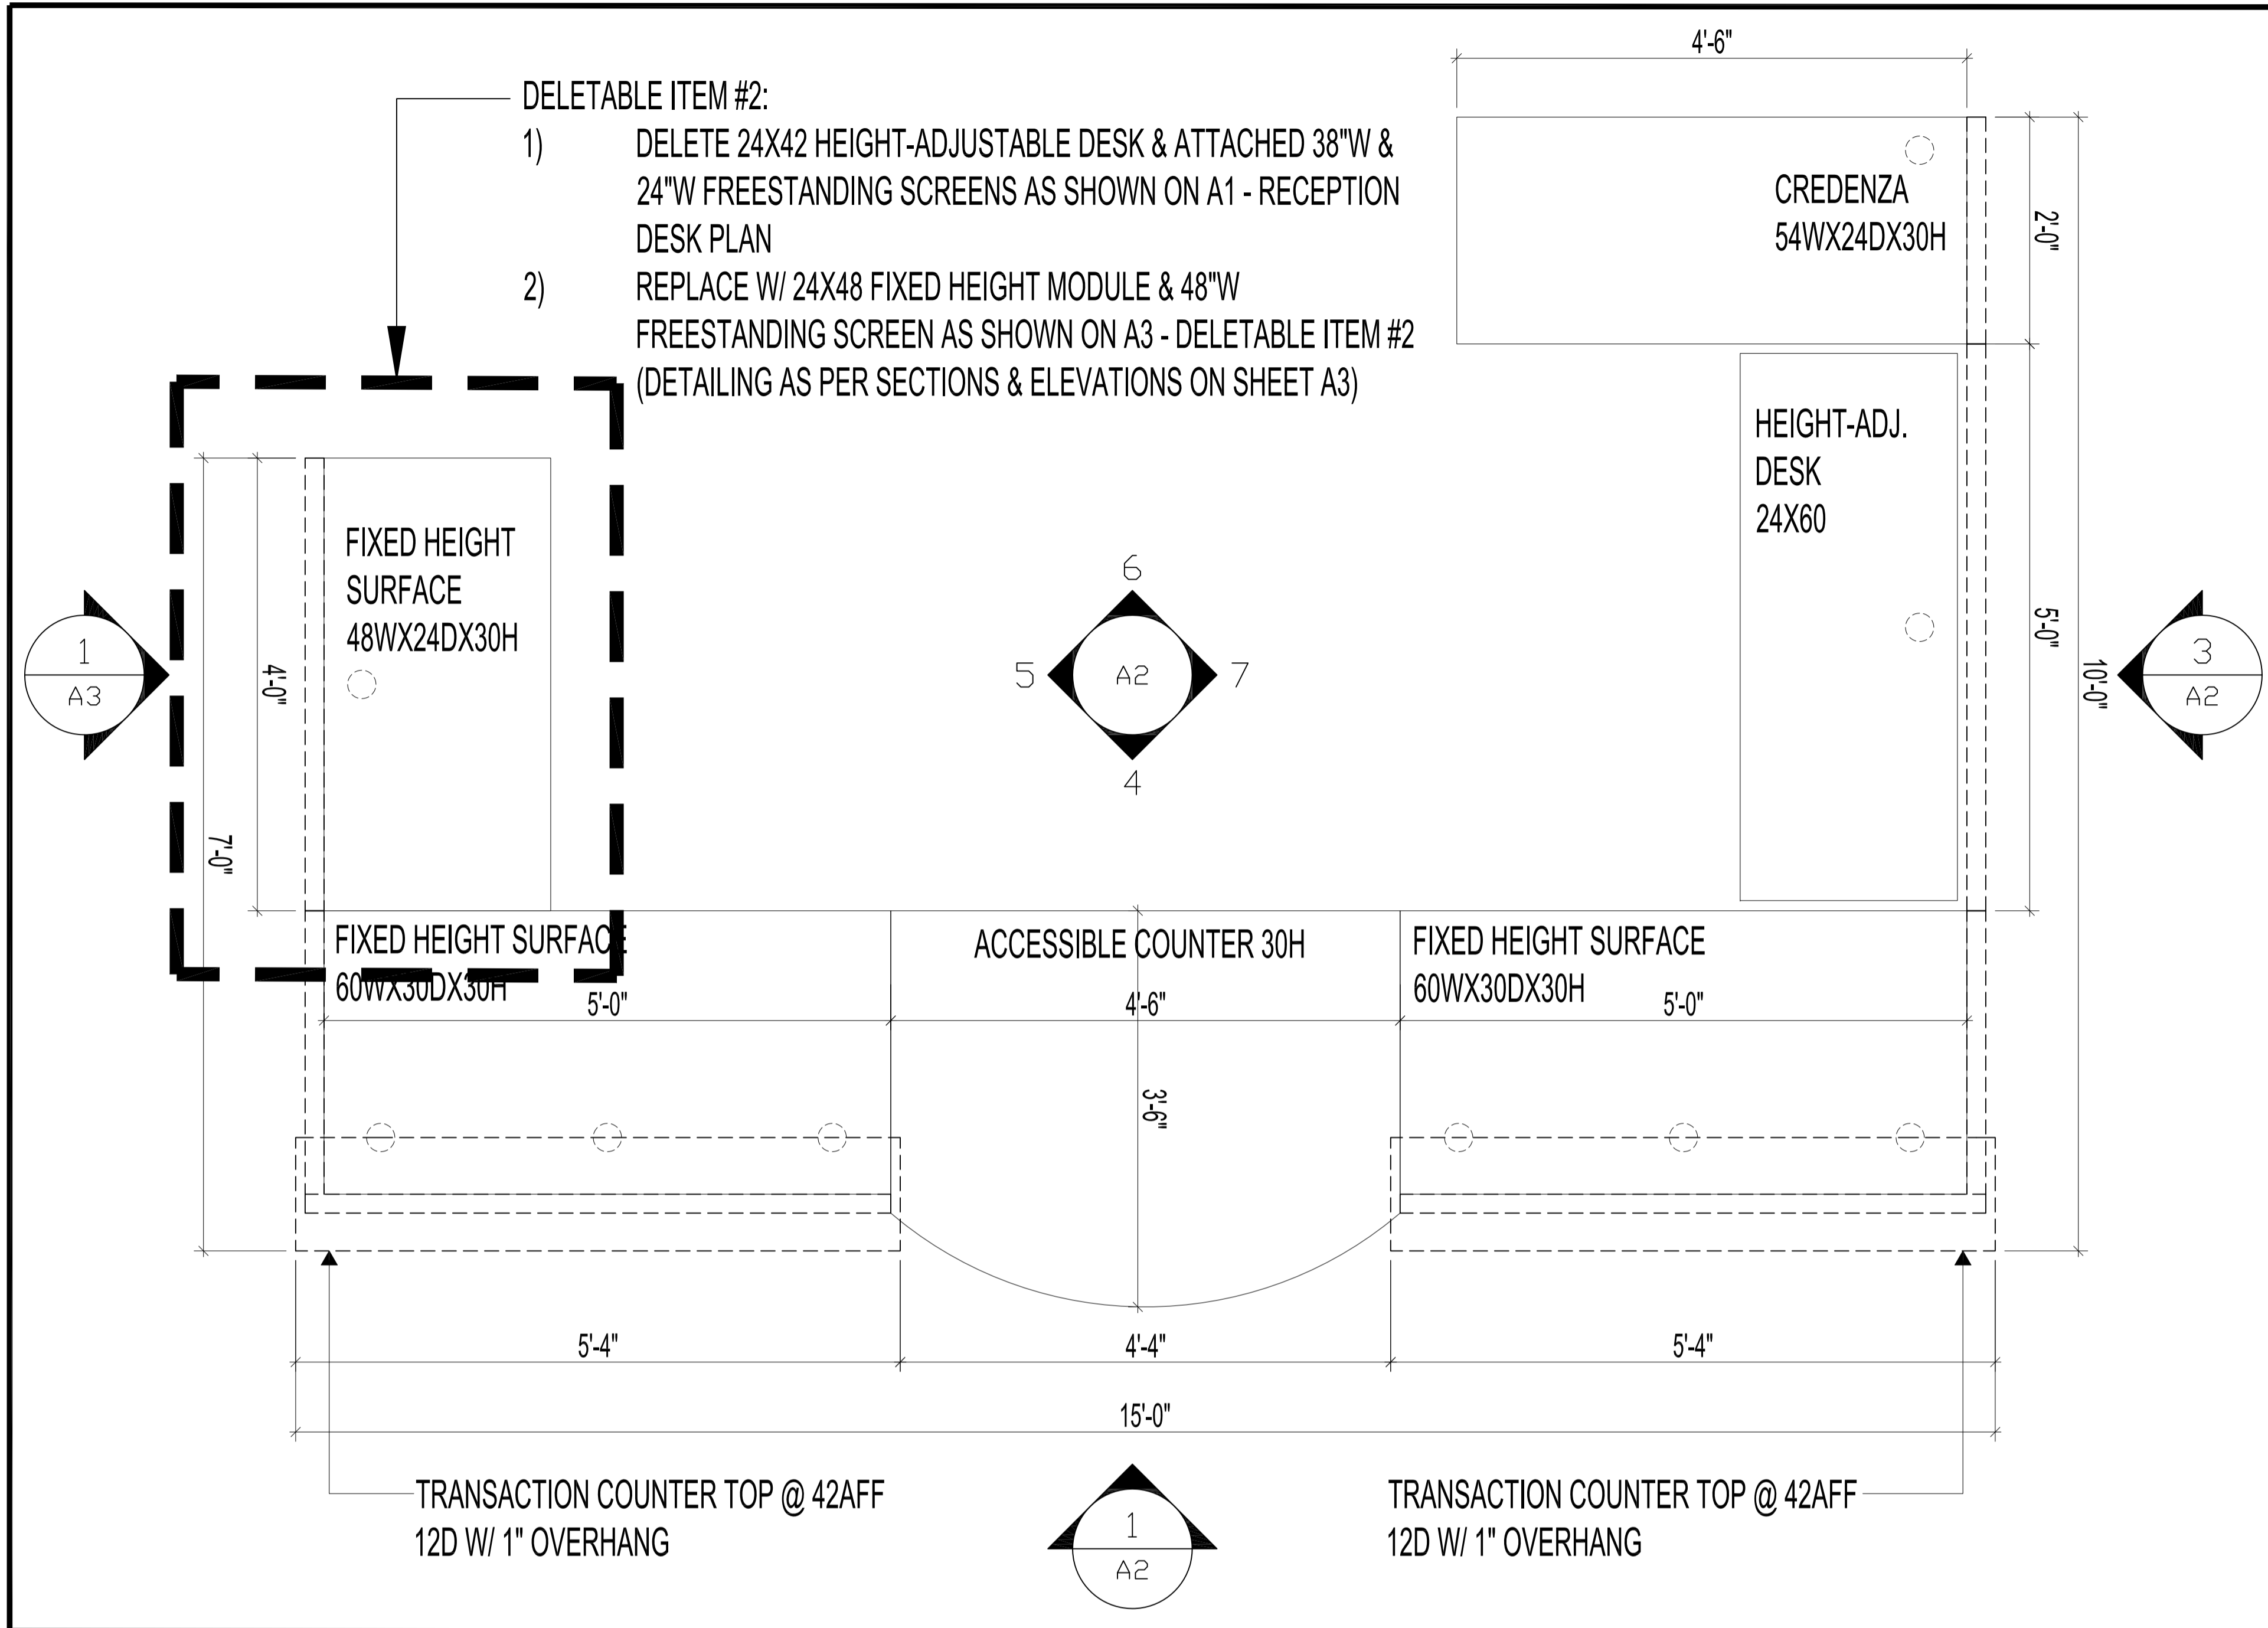 4'-6"
DELETABLE ITEM #2:
1) DELETE 24X42 HEIGHT-ADJUSTABLE DESK & ATTACHED 38"W &
24"W FREESTANDING SCREENS AS SHOWN ON A1 - RECEPTION
DESK PLAN
2) REPLACE W/ 24X48 FIXED HEIGHT MODULE & 48"W
FREESTANDING SCREEN AS SHOWN ON A3 - DELETABLE ITEM #2
(DETAILING AS PER SECTIONS & ELEVATIONS ON SHEET A3)
CREDENZA
54WX24DX30H
2'-0"
HEIGHT-ADJ.
DESK
24X60
5'-0"
10'-0"
FIXED HEIGHT
SURFACE
48WX24DX30H
4'-0"
7'-0"
1
A3
6
5
A2
7
4
3
A2
FIXED HEIGHT SURFACE
60WX30DX30H
ACCESSIBLE COUNTER 30H
FIXED HEIGHT SURFACE
60WX30DX30H
5'-0"
4'-6"
5'-0"
3'-6"
5'-4"
4'-4"
5'-4"
15'-0"
TRANSACTION COUNTER TOP @ 42AFF
12D W/ 1" OVERHANG
1
A2
TRANSACTION COUNTER TOP @ 42AFF
12D W/ 1" OVERHANG